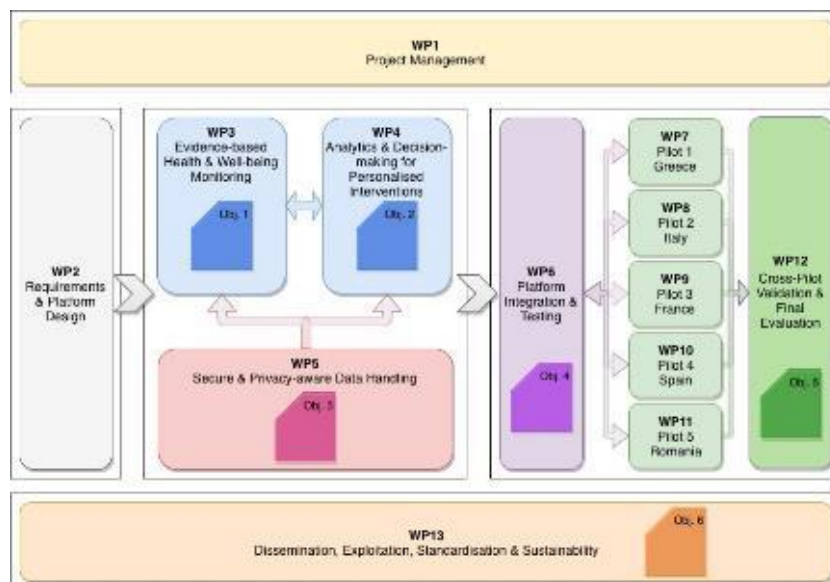 WP1
Project Management
WP2
Requirements
& Platform
Design
WP3
Evidence-based
Health & Well-being
Monitoring
Obj. 1
WP4
Analytics & Decision-
making for
Personalised
Interventions
Obj. 2
WP5
Secure & Privacy-aware Data Handling
Obj. 3
WP6
Platform
Integration &
Testing
Obj. 4
WP7
Pilot 1
Greece
WP8
Pilot 2
Italy
WP9
Pilot 3
France
WP10
Pilot 4
Spain
WP11
Pilot 5
Romania
WP12
Cross-Pilot
Validation &
Final
Evaluation
Obj. 5
WP13
Dissemination, Exploitation, Standardisation & Sustainability
Obj. 6